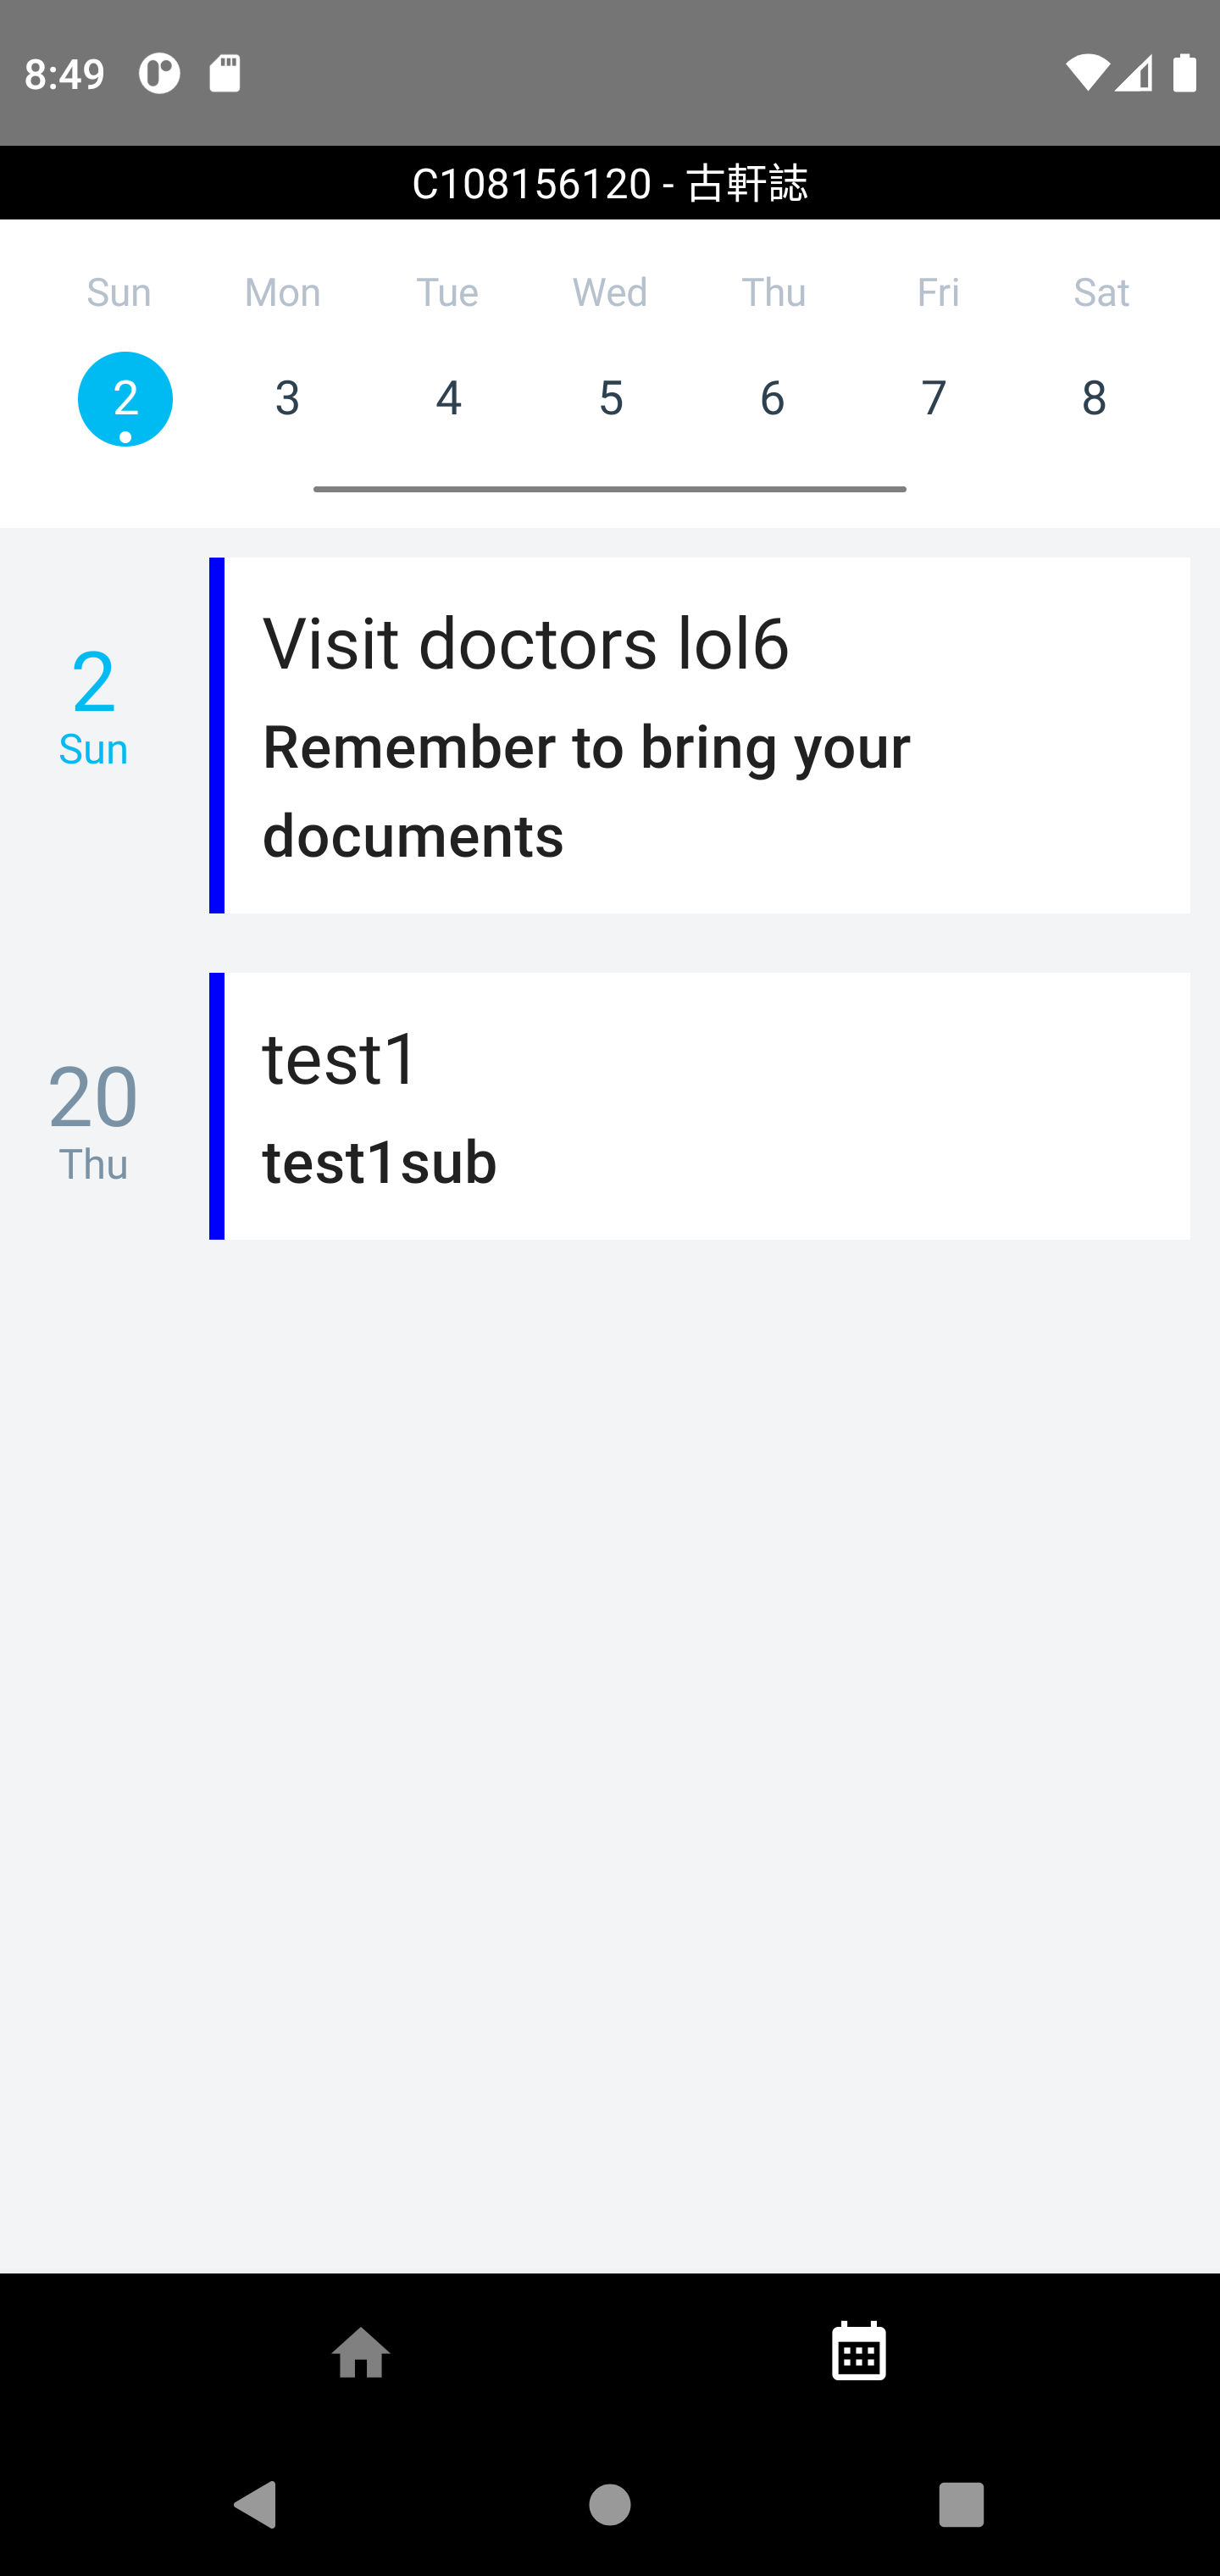 8:49
C108156120 - 古軒誌
Sun Mon Tue Wed Thu Fri Sat
2 3 4 5 6 7 8
2
Sun
Visit doctors lol6
Remember to bring your
documents
20
Thu
test1
test1sub